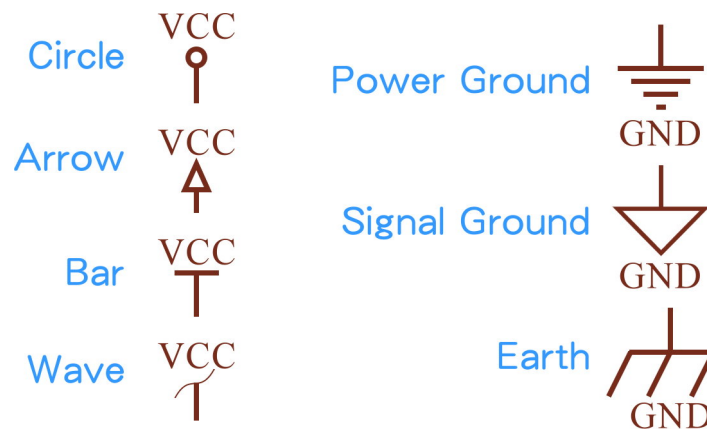 VCC
Circle
VCC
Arrow
VCC
Bar
VCC
Wave
Power Ground
GND
Signal Ground
GND
Earth
GND